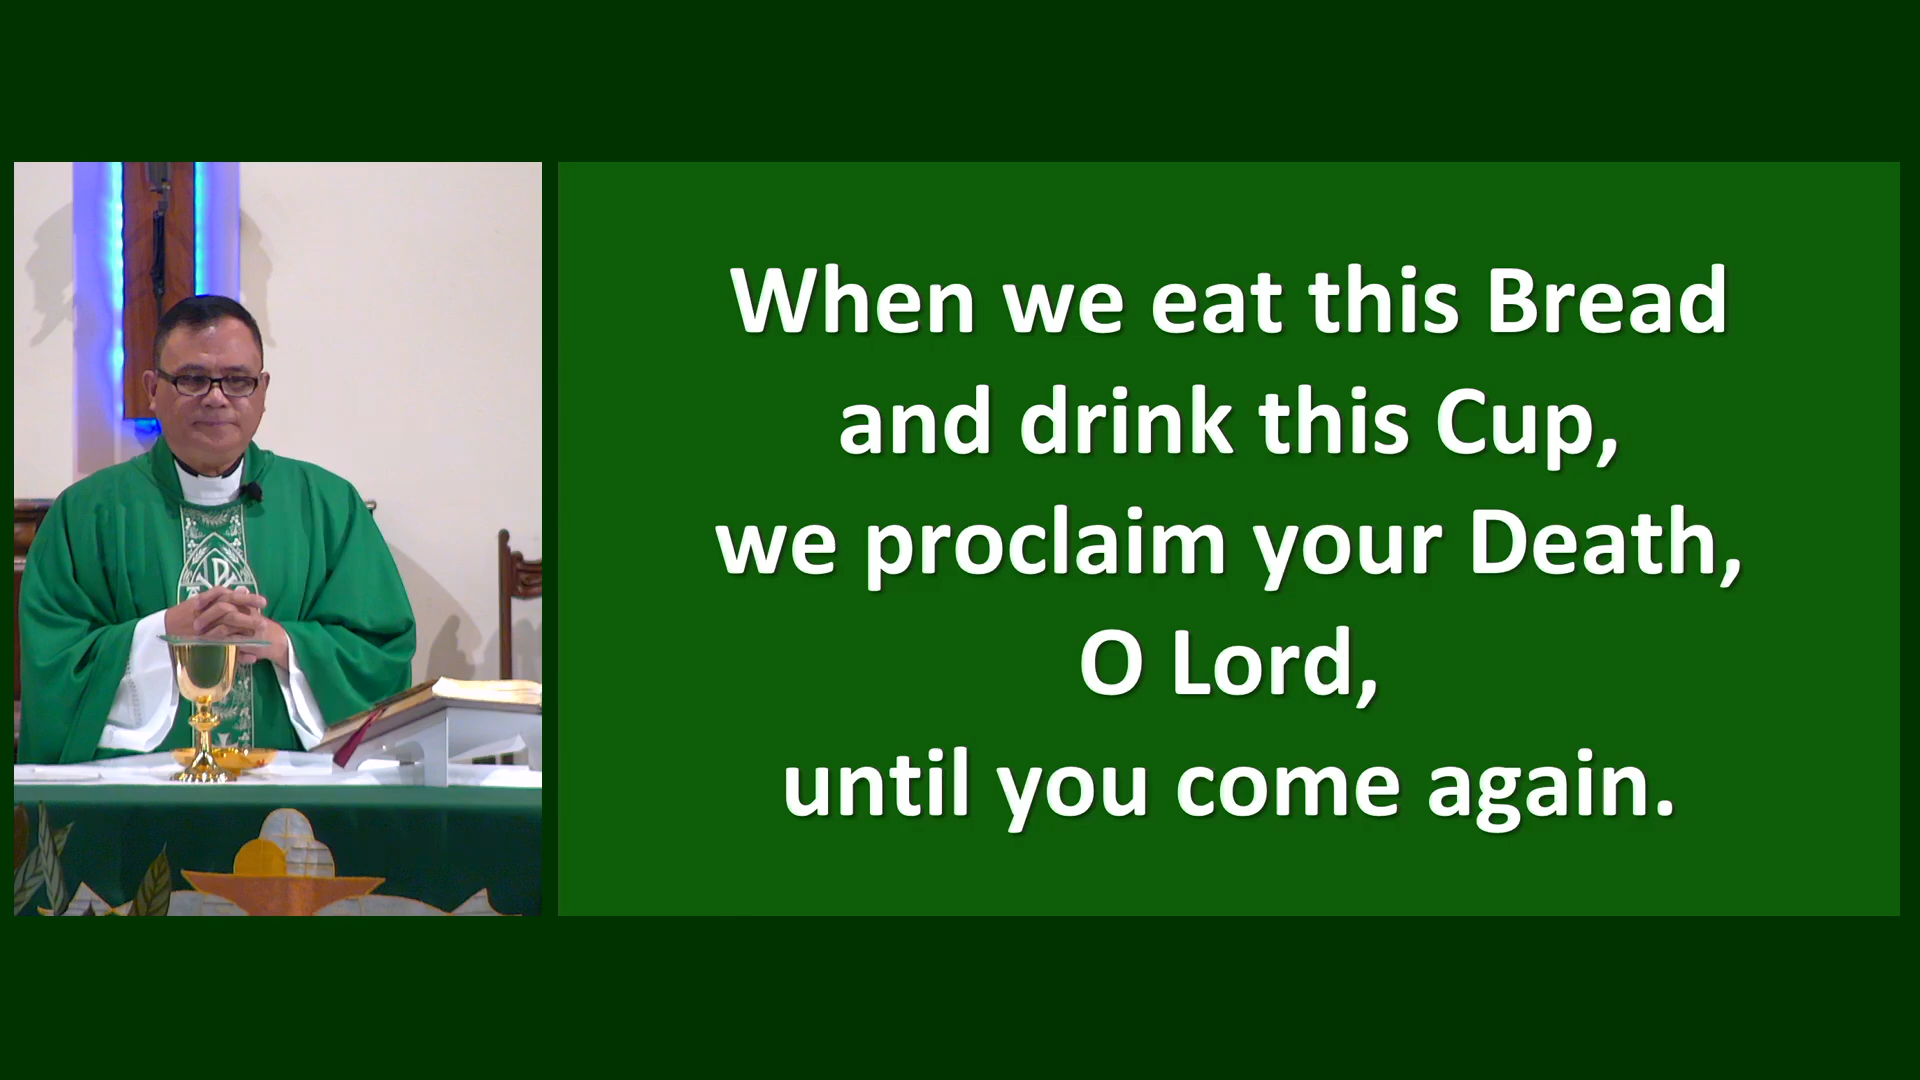 When we eat this Bread
and drink this Cup,
we proclaim your Death,
O Lord,
until you come again.